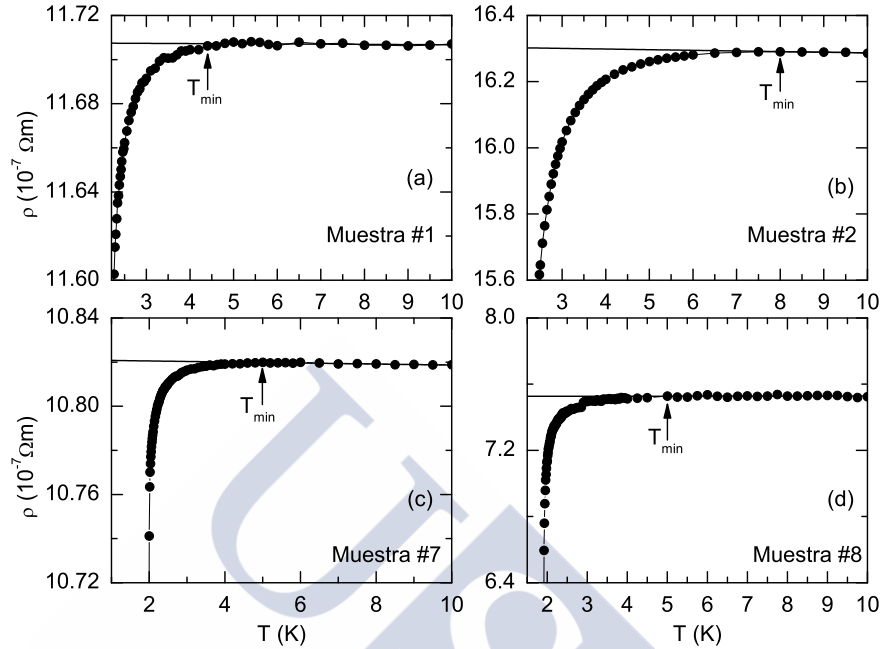 11.72
11.68
11.64
11.60
ρ (10⁻⁷ Ωm)
T_min
(a)
Muestra #1
3 4 5 6 7 8 9 10
16.4
16.2
16.0
15.8
15.6
T_min
(b)
Muestra #2
3 4 5 6 7 8 9 10
10.84
10.80
10.76
10.72
ρ (10⁻⁷Ωm)
T_min
(c)
Muestra #7
2 4 6 8 10
T (K)
8.0
7.2
6.4
T_min
(d)
Muestra #8
2 3 4 5 6 7 8 9 10
T (K)